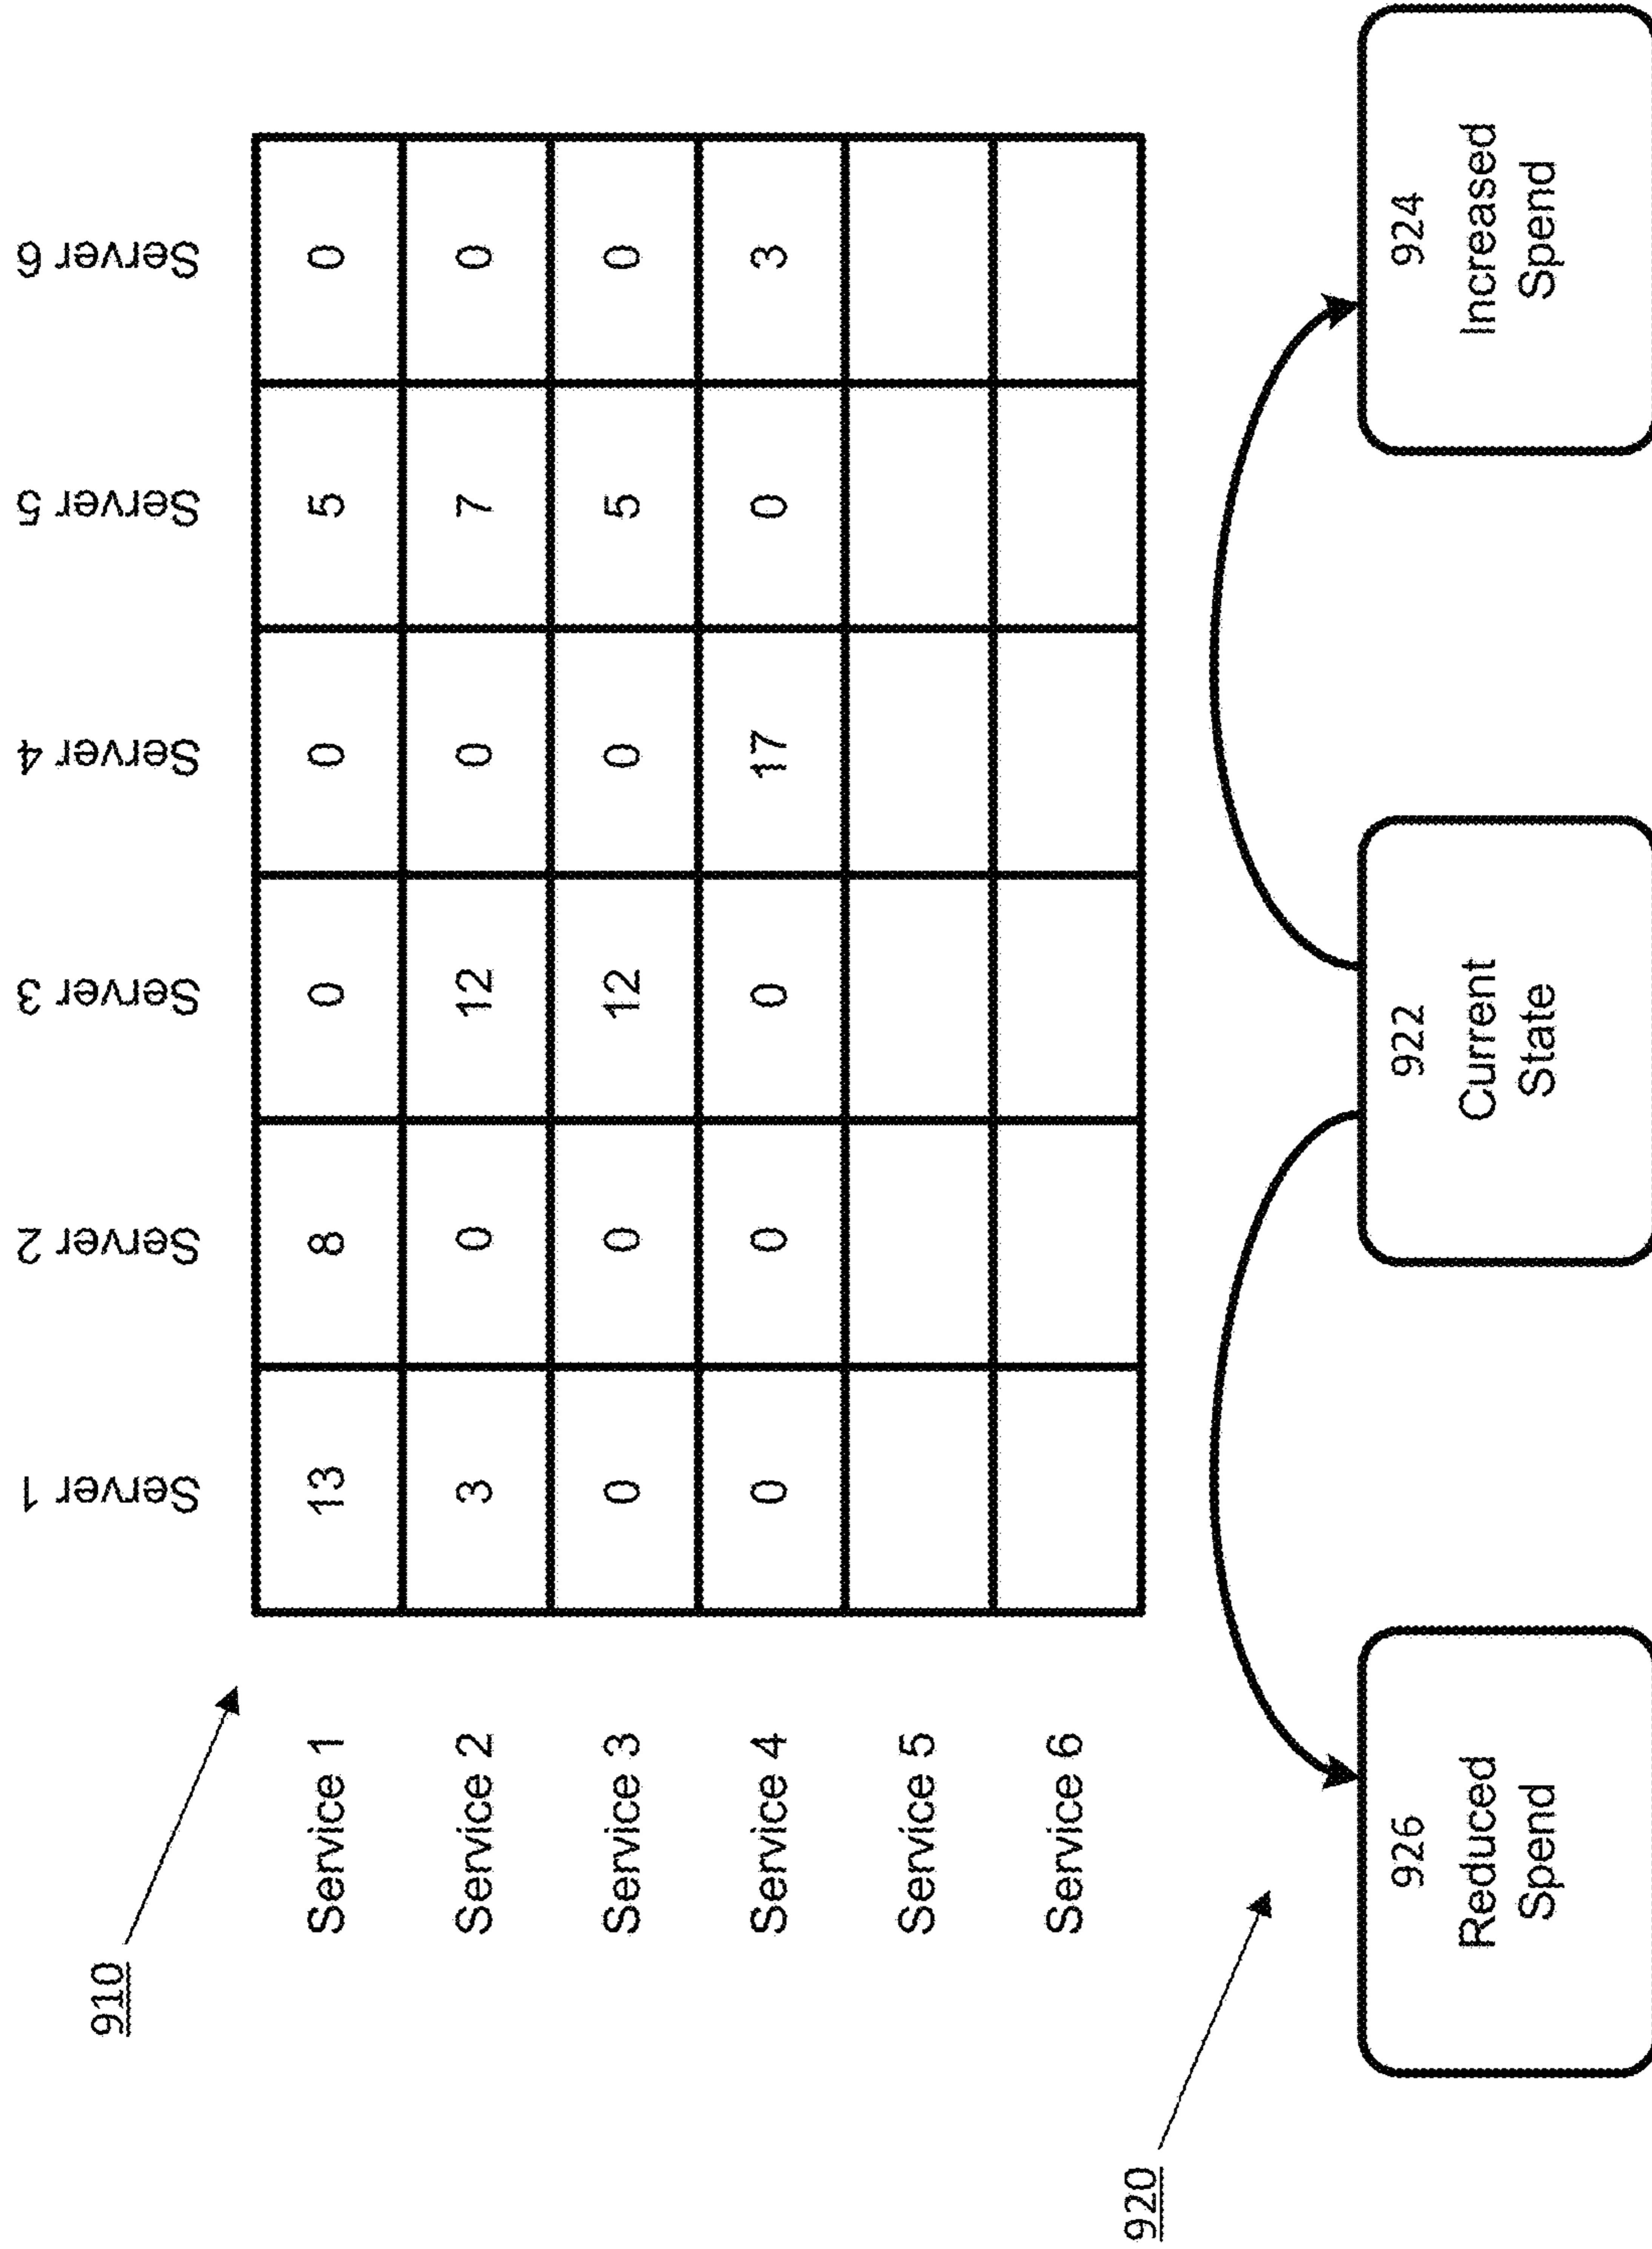 910
Server 1 Server 2 Server 3 Server 4 Server 5 Server 6
Service 1 13 8 0 0 5 0
Service 2 3 0 12 0 7 0
Service 3 0 0 12 0 5 0
Service 4 0 0 0 17 0 3
Service 5
Service 6
920
926
Reduced
Spend
922
Current
State
924
Increased
Spend